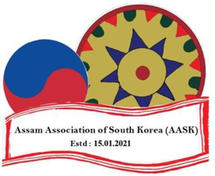 Assam Association of South Korea (AASK)
Estd : 15.01.2021